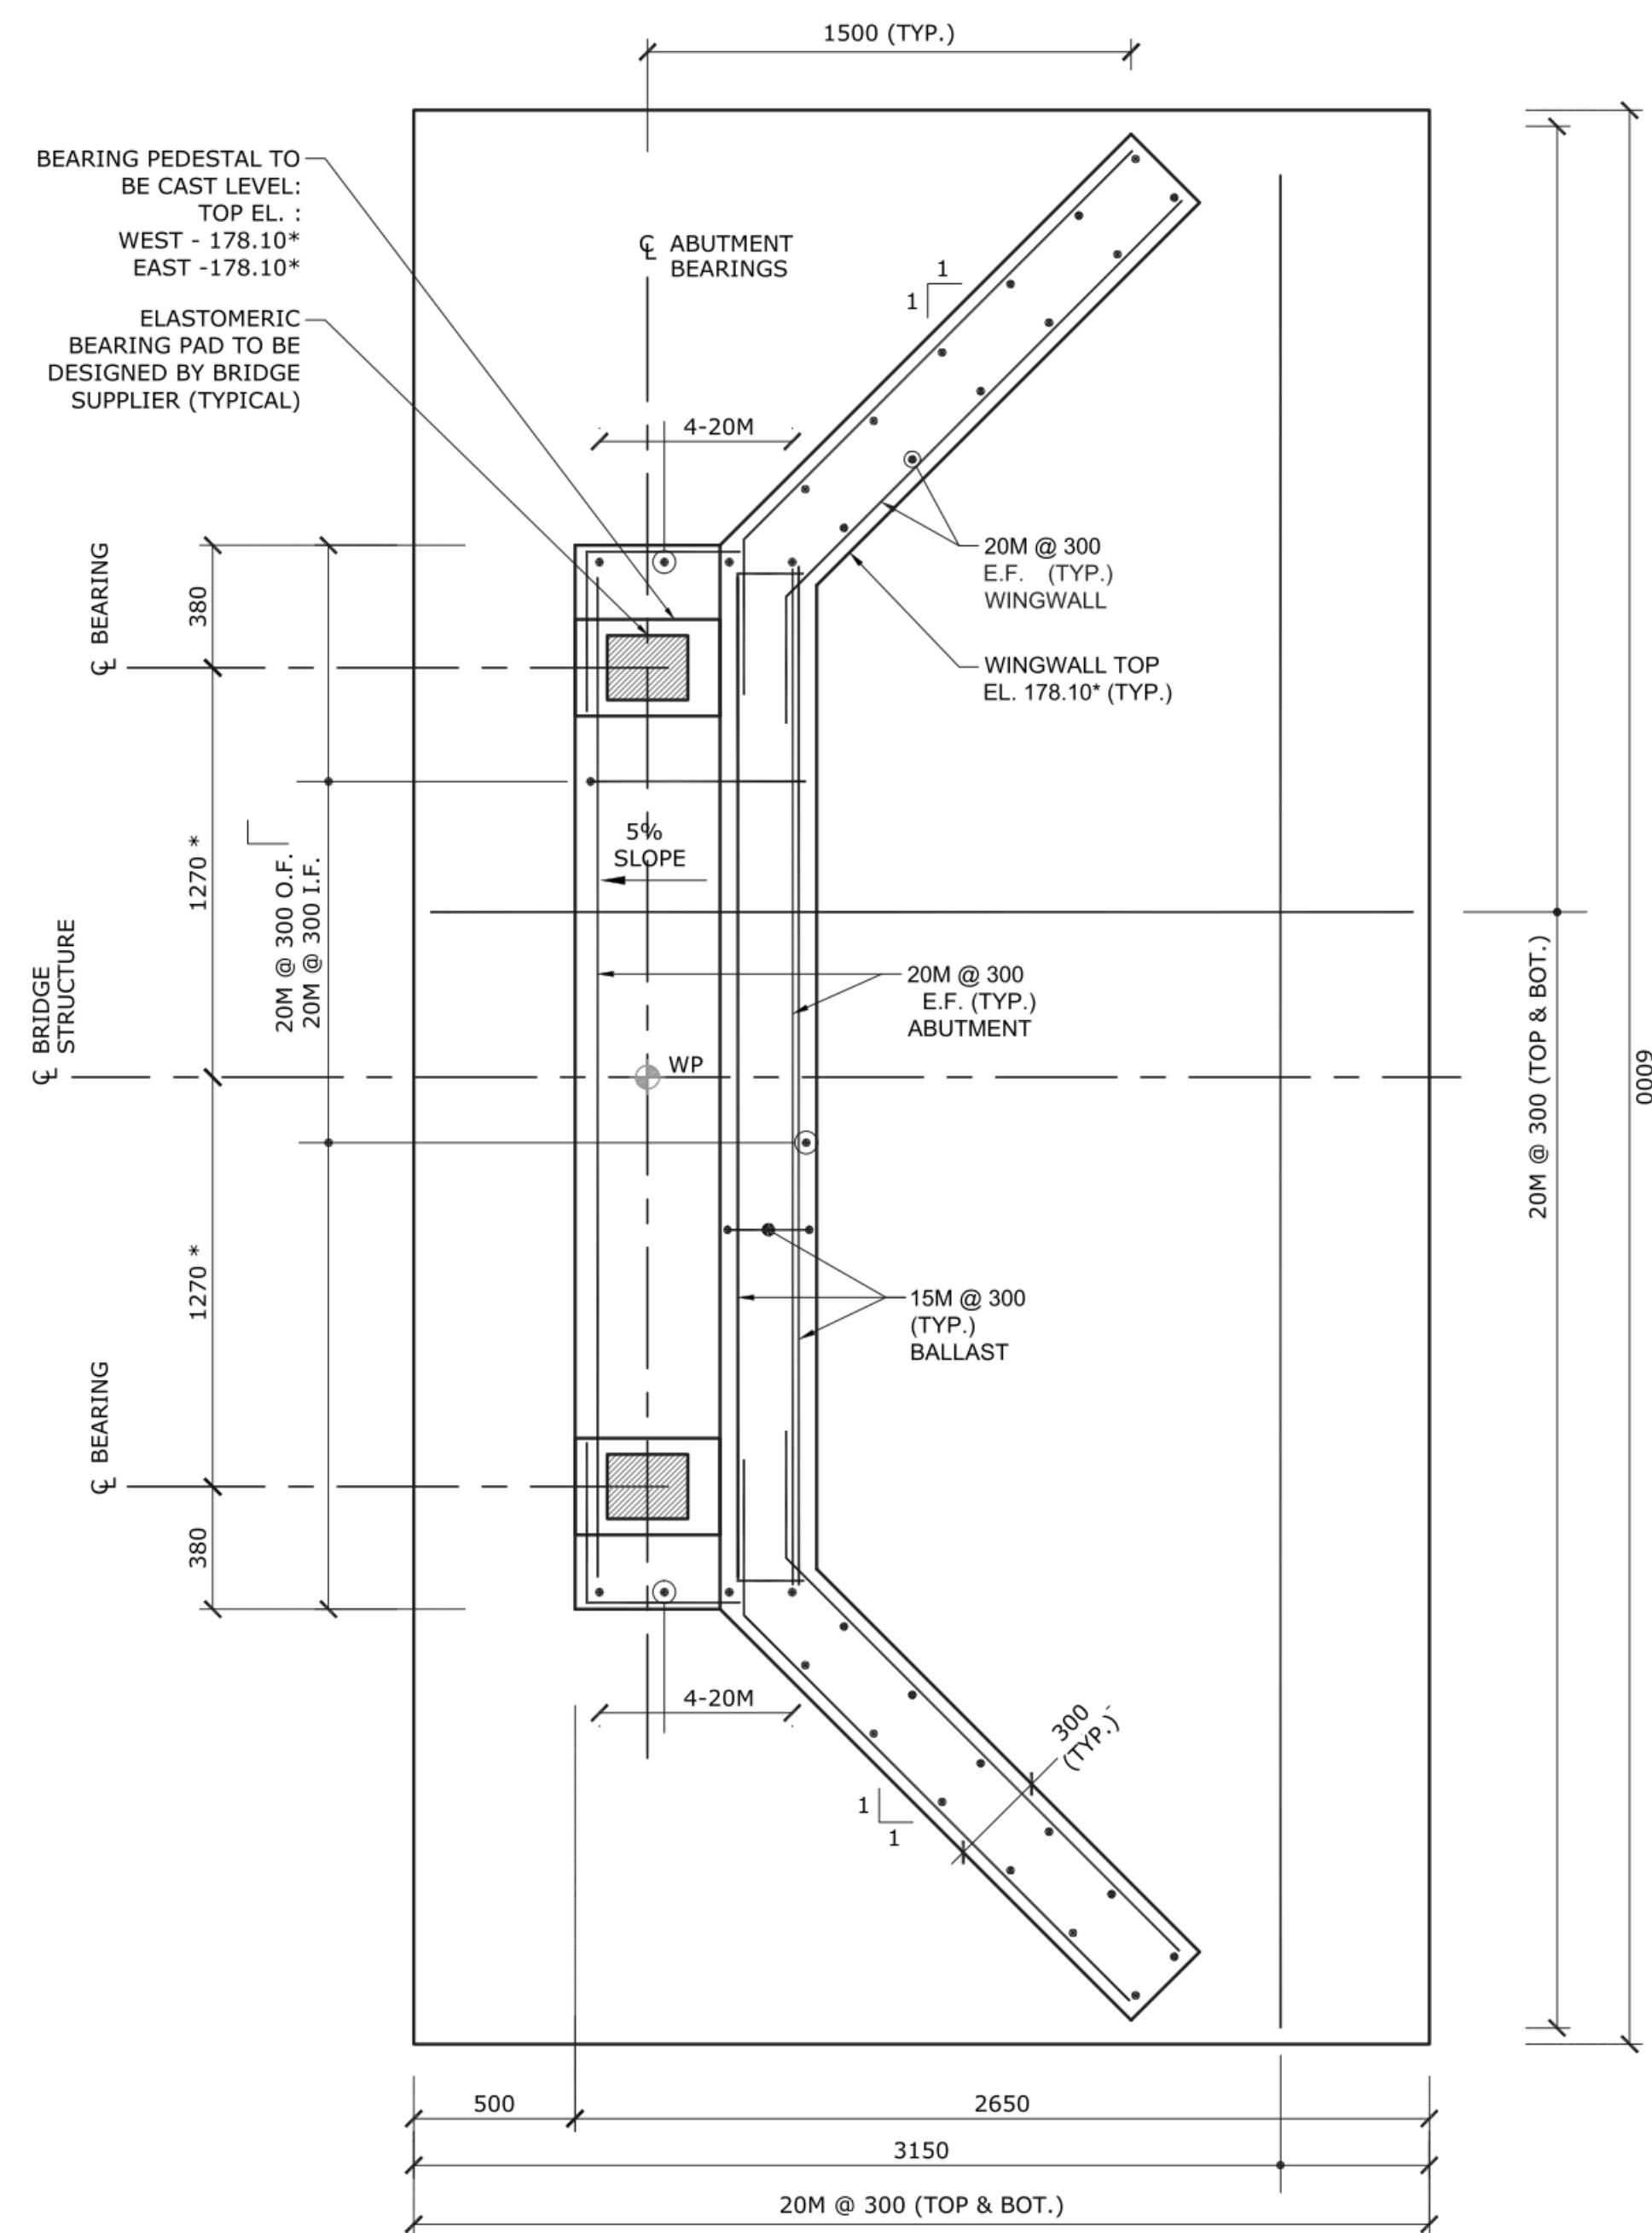 1500 (TYP.)
BEARING PEDESTAL TO
BE CAST LEVEL:
TOP EL. :
WEST - 178.10*
EAST -178.10*
℄ ABUTMENT
BEARINGS
1
1
ELASTOMERIC
BEARING PAD TO BE
DESIGNED BY BRIDGE
SUPPLIER (TYPICAL)
4-20M
20M @ 300
E.F. (TYP.)
WINGWALL
℄ BEARING
380
WINGWALL TOP
EL. 178.10* (TYP.)
1270 *
5%
SLOPE
20M @ 300 O.F.
20M @ 300 I.F.
℄ BRIDGE
STRUCTURE
20M @ 300
E.F. (TYP.)
ABUTMENT
WP
20M @ 300 (TOP & BOT.)
6000
1270 *
15M @ 300
(TYP.)
BALLAST
℄ BEARING
380
4-20M
300
(TYP.)
1
1
500
2650
3150
20M @ 300 (TOP & BOT.)